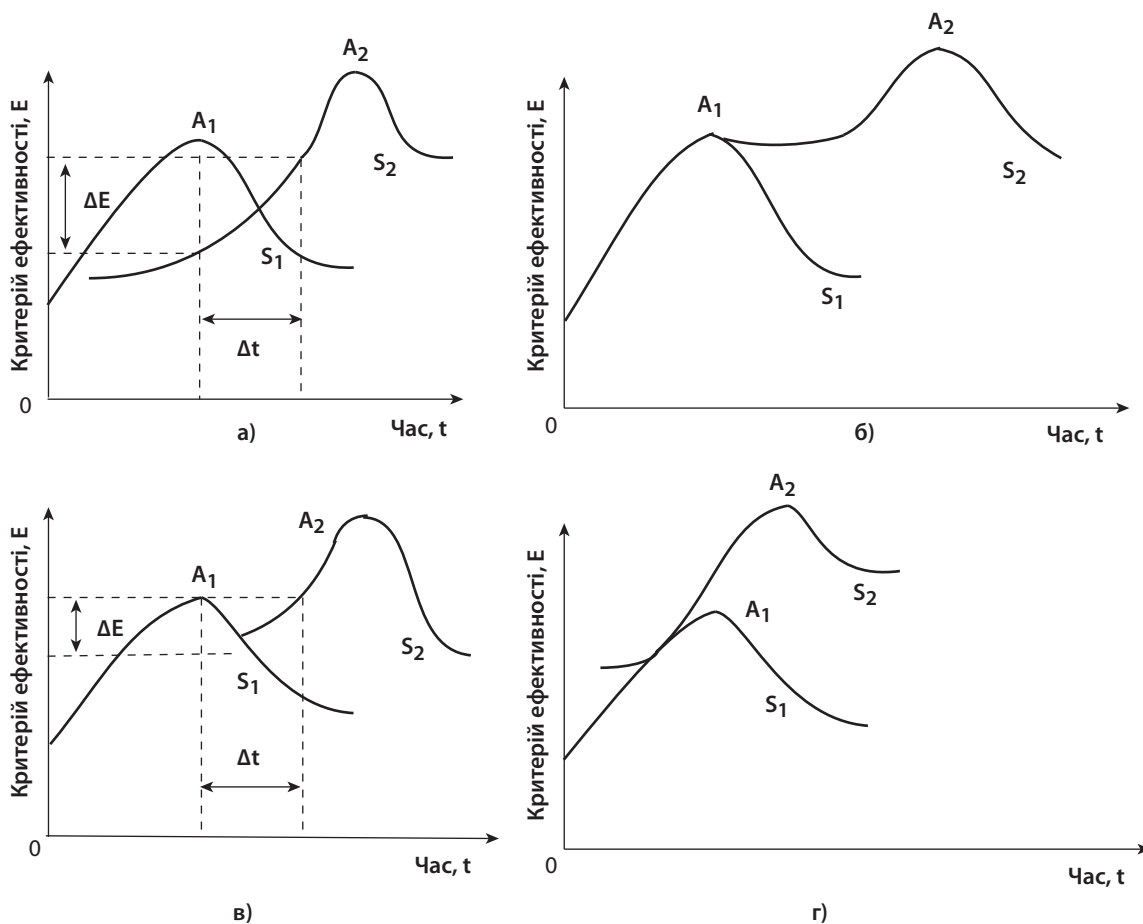 Критерій ефективності, E
A1
A2
ΔE
S1
S2
Δt
0
Час, t
а)
Критерій ефективності, E
A1
A2
S1
S2
0
Час, t
б)
Критерій ефективності, E
A1
A2
ΔE
S1
S2
Δt
0
Час, t
в)
Критерій ефективності, E
A2
A1
S2
S1
0
Час, t
г)